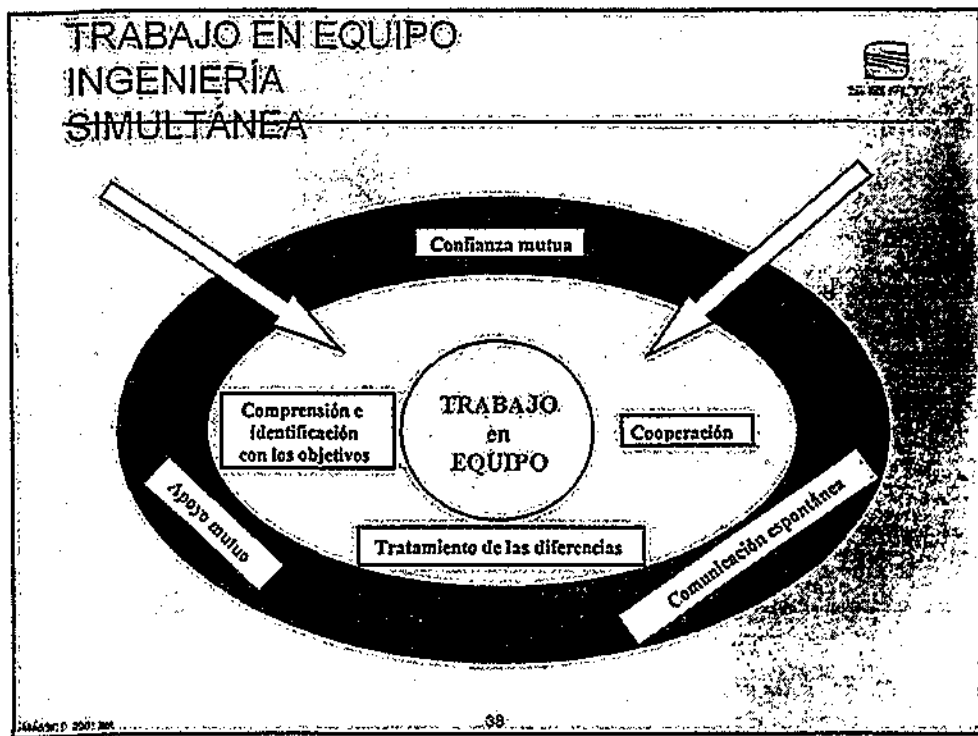 TRABAJO EN EQUIPO
INGENIERÍA
SIMULTÁNEA
SEAT
Confianza mutua
Comprensión e
identificación
con los objetivos
TRABAJO
en
EQUIPO
Cooperación
Apoyo mutuo
Tratamiento de las diferencias
Comunicación espontánea
38